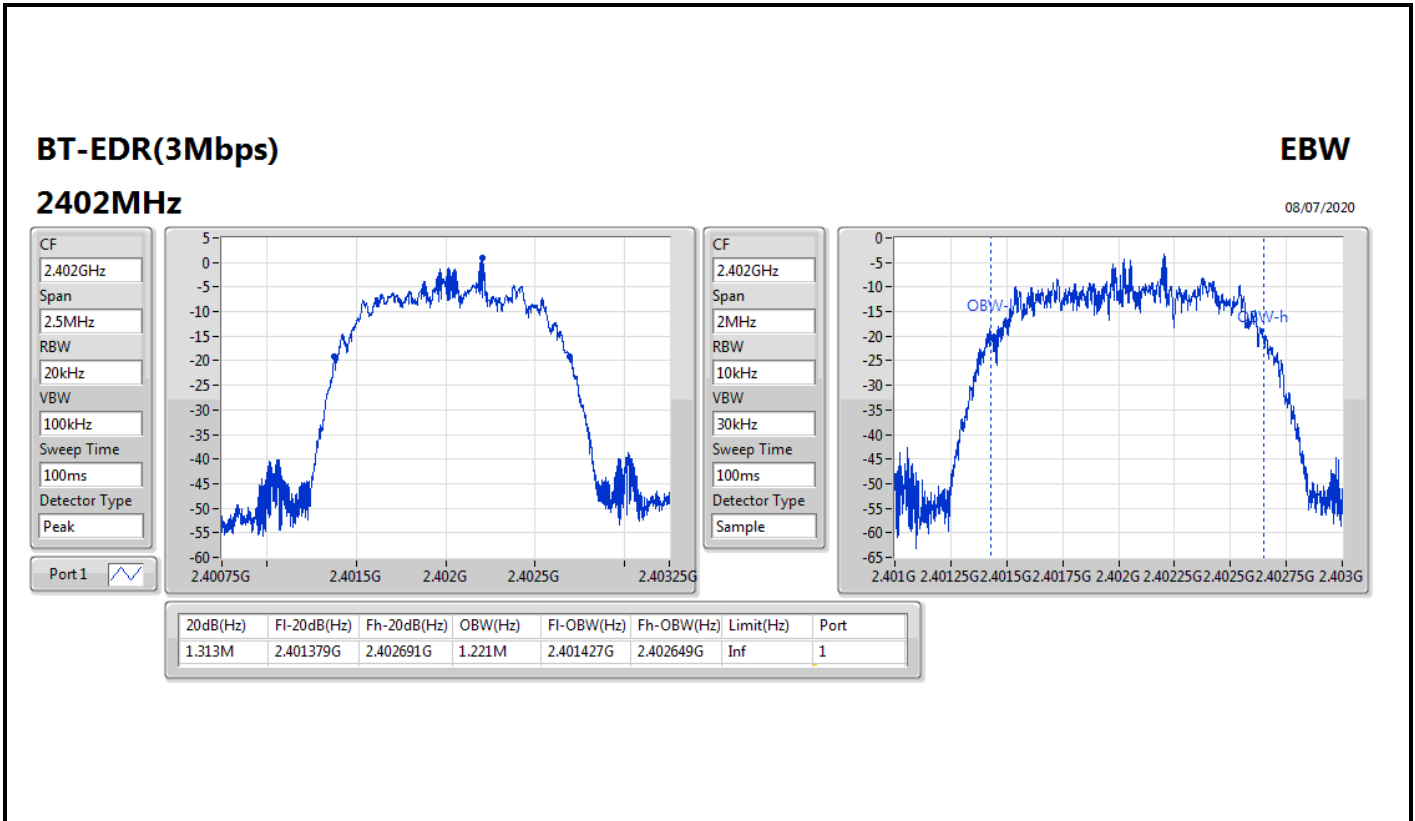 BT-EDR(3Mbps)
EBW
2402MHz
08/07/2020
CF
2.402GHz
Span
2.5MHz
RBW
20kHz
VBW
100kHz
Sweep Time
100ms
Detector Type
Peak
Port 1
5
0
-5
-10
-15
-20
-25
-30
-35
-40
-45
-50
-55
-60
2.40075G 2.4015G 2.402G 2.4025G 2.40325G
CF
2.402GHz
Span
2MHz
RBW
10kHz
VBW
30kHz
Sweep Time
100ms
Detector Type
Sample
0
-5
-10
-15
-20
-25
-30
-35
-40
-45
-50
-55
-60
-65
OBW-l
OBW-h
2.401G 2.40125G 2.4015G 2.40175G 2.402G 2.40225G 2.4025G 2.40275G 2.403G
20dB(Hz) Fl-20dB(Hz) Fh-20dB(Hz) OBW(Hz) Fl-OBW(Hz) Fh-OBW(Hz) Limit(Hz) Port
1.313M 2.401379G 2.402691G 1.221M 2.401427G 2.402649G Inf 1